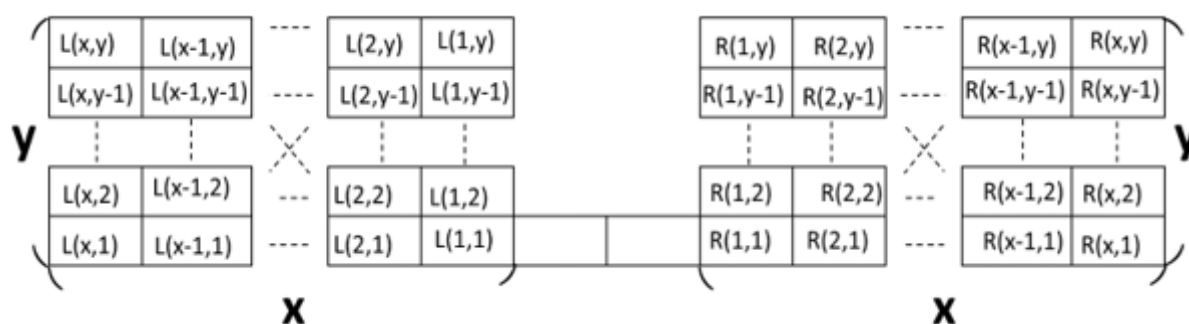 L(x,y) L(x-1,y) L(2,y) L(1,y) R(1,y) R(2,y) R(x-1,y) R(x,y)
L(x,y-1) L(x-1,y-1) L(2,y-1) L(1,y-1) R(1,y-1) R(2,y-1) R(x-1,y-1) R(x,y-1)
y y
L(x,2) L(x-1,2) L(2,2) L(1,2) R(1,2) R(2,2) R(x-1,2) R(x,2)
L(x,1) L(x-1,1) L(2,1) L(1,1) R(1,1) R(2,1) R(x-1,1) R(x,1)
x x